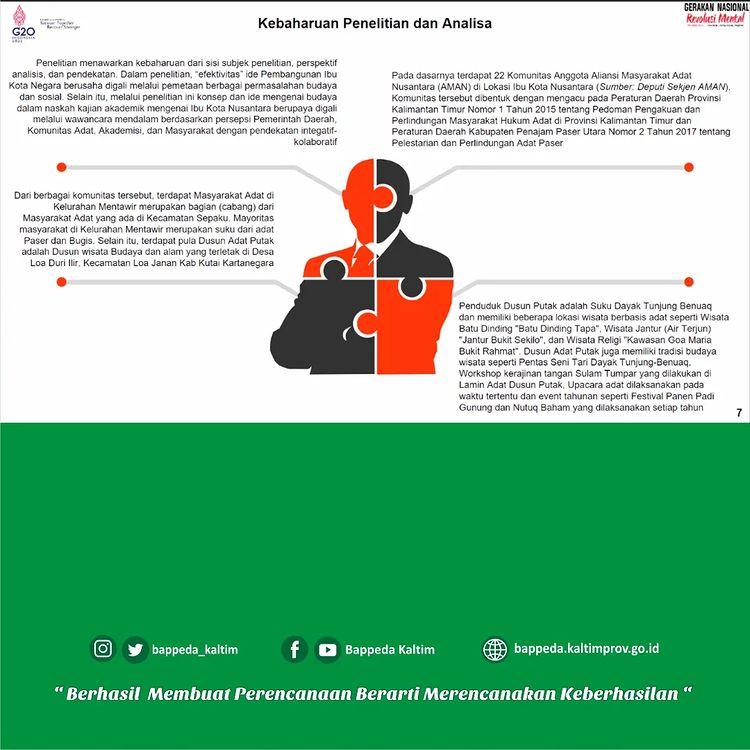 G20
GERAKAN NASIONAL
Revolusi Mental
Kebaharuan Penelitian dan Analisa
Penelitian menawarkan kebaharuan dari sisi subjek penelitian, perspektif
analisis, dan pendekatan. Dalam penelitian, “efektivitas” ide Pembangunan Ibu
Kota Negara berusaha digali melalui pemetaan berbagai permasalahan budaya
dan sosial. Selain itu, melalui penelitian ini konsep dan ide mengenai budaya
dalam naskah kajian akademik mengenai Ibu Kota Nusantara berupaya digali
melalui wawancara mendalam berdasarkan persepsi Pemerintah Daerah,
Komunitas Adat, Akademisi, dan Masyarakat dengan pendekatan integatif-
kolaboratif
Pada dasarnya terdapat 22 Komunitas Anggota Aliansi Masyarakat Adat
Nusantara (AMAN) di Lokasi Ibu Kota Nusantara (Sumber: Deputi Sekjen AMAN).
Komunitas tersebut dibentuk dengan mengacu pada Peraturan Daerah Provinsi
Kalimantan Timur Nomor 1 Tahun 2015 tentang Pedoman Pengakuan dan
Perlindungan Masyarakat Hukum Adat di Provinsi Kalimantan Timur dan
Peraturan Daerah Kabupaten Penajam Paser Utara Nomor 2 Tahun 2017 tentang
Pelestarian dan Perlindungan Adat Paser
Dari berbagai komunitas tersebut, terdapat Masyarakat Adat di
Kelurahan Mentawir merupakan bagian (cabang) dari
Masyarakat Adat yang ada di Kecamatan Sepaku. Mayoritas
masyarakat di Kelurahan Mentawir merupakan suku dari adat
Paser dan Bugis. Selain itu, terdapat pula Dusun Adat Putak
adalah Dusun wisata Budaya dan alam yang terletak di Desa
Loa Duri Ilir, Kecamatan Loa Janan Kab Kutai Kartanegara
Penduduk Dusun Putak adalah Suku Dayak Tunjung Benuaq
dan memiliki beberapa lokasi wisata berbasis adat seperti Wisata
Batu Dinding "Batu Dinding Tapa", Wisata Jantur (Air Terjun)
"Jantur Bukit Sekilo", dan Wisata Religi "Kawasan Goa Maria
Bukit Rahmat". Dusun Adat Putak juga memiliki tradisi budaya
wisata seperti Pentas Seni Tari Dayak Tunjung-Benuaq,
Workshop kerajinan tangan Sulam Tumpar yang dilakukan di
Lamin Adat Dusun Putak, Upacara adat dilaksanakan pada
waktu tertentu dan event tahunan seperti Festival Panen Padi
Gunung dan Nutuq Baham yang dilaksanakan setiap tahun
7
bappeda_kaltim
Bappeda Kaltim
bappeda.kaltimprov.go.id
“ Berhasil Membuat Perencanaan Berarti Merencanakan Keberhasilan “